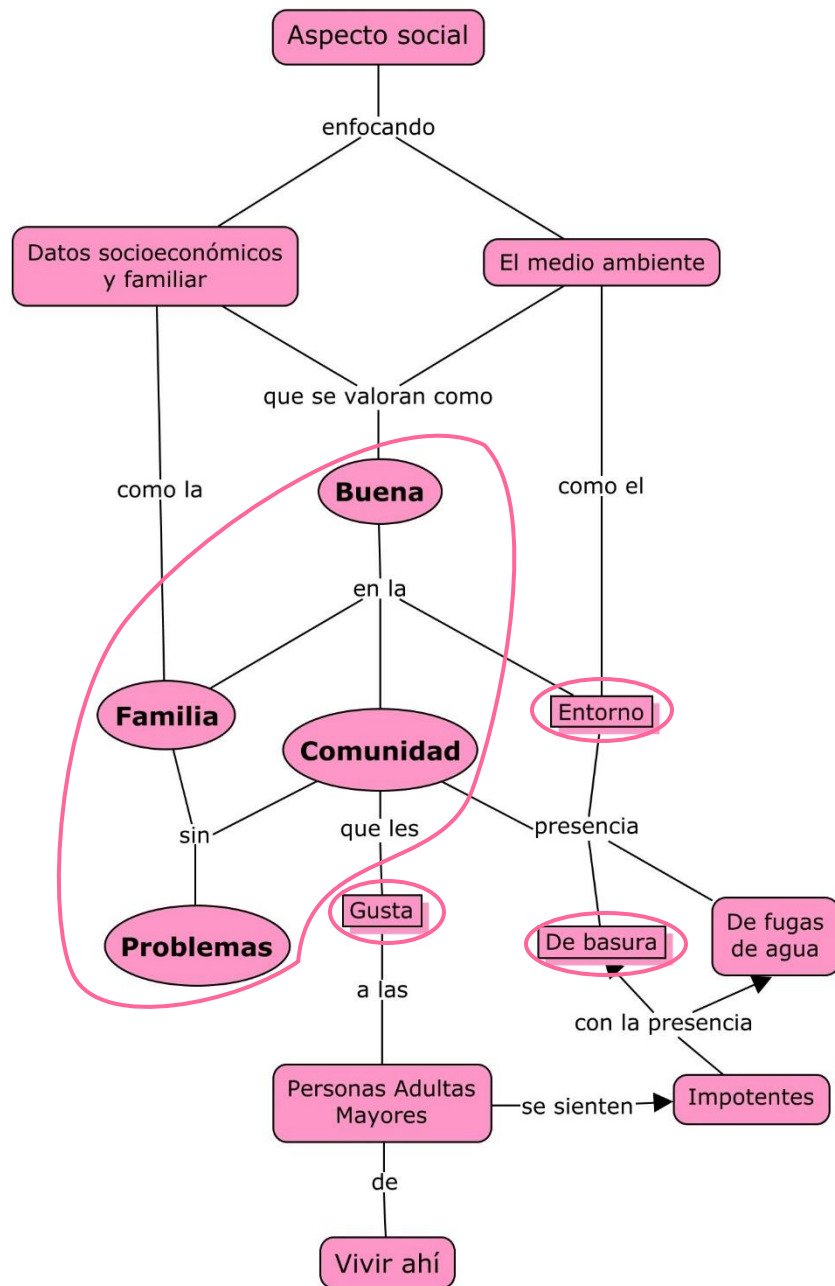 Aspecto social
enfocando
Datos socioeconómicos
y familiar
El medio ambiente
que se valoran como
como la
Buena
como el
en la
Familia
Entorno
Comunidad
sin
que les
presencia
Gusta
Problemas
De basura
De fugas
de agua
a las
con la presencia
Personas Adultas
Mayores
se sienten
Impotentes
de
Vivir ahí